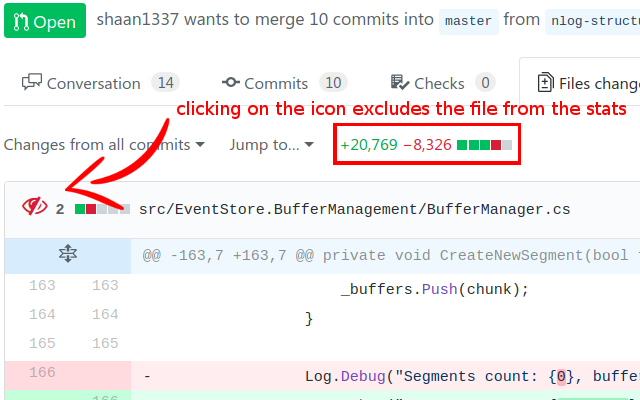 Open shaan1337 wants to merge 10 commits into master from nlog-structu
Conversation 14 Commits 10 Checks 0 Files change
clicking on the icon excludes the file from the stats
Changes from all commits Jump to... +20,769 −8,326
2 src/EventStore.BufferManagement/BufferManager.cs
@@ -163,7 +163,7 @@ private void CreateNewSegment(bool
163 163 _buffers.Push(chunk);
164 164 }
165 165
166 - Log.Debug("Segments count: {0}, buffer
166